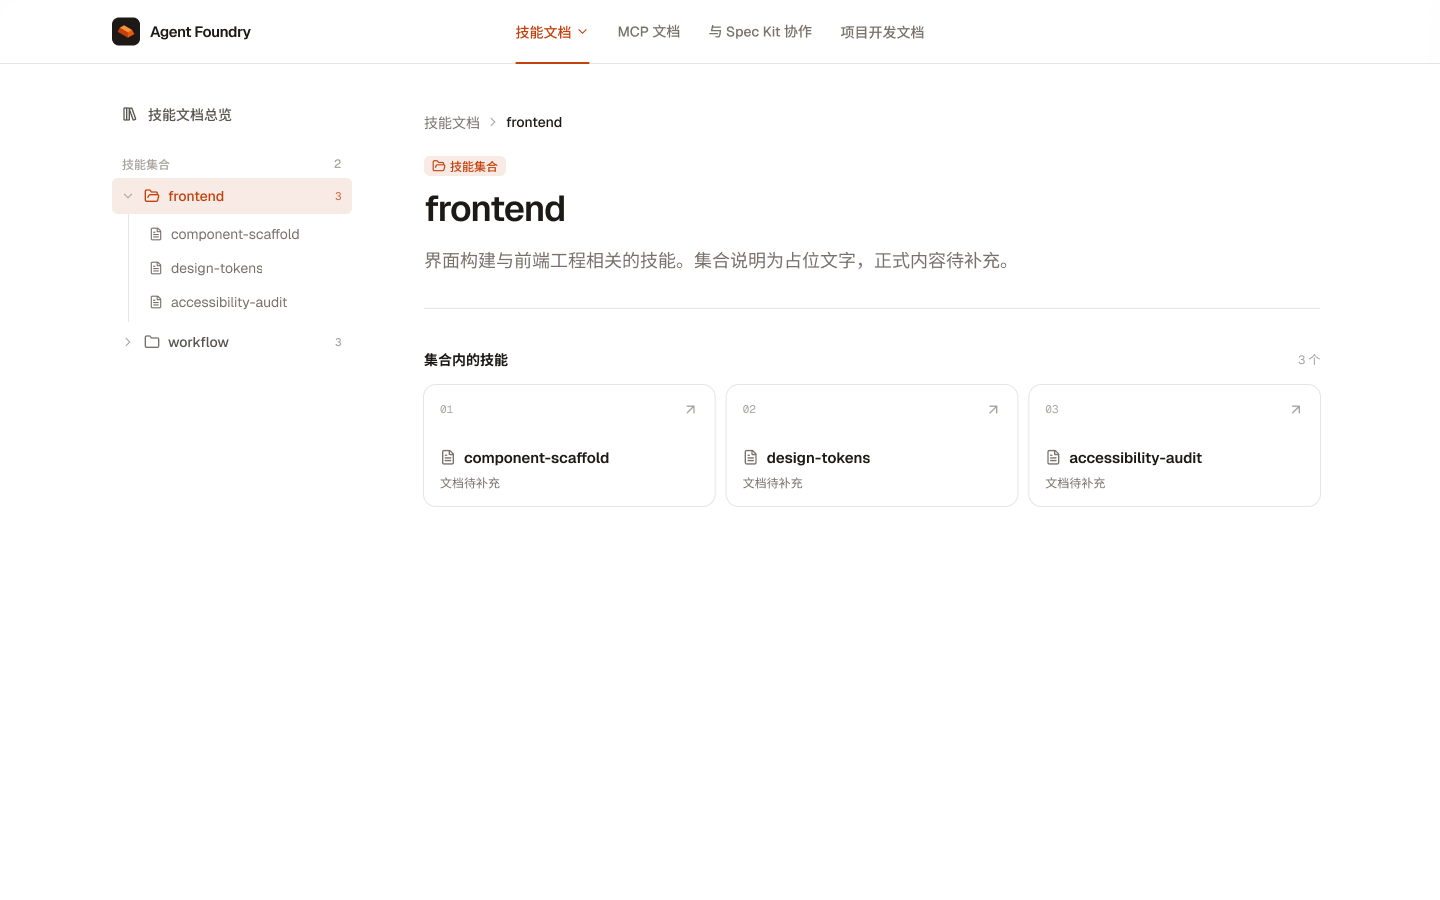 Agent Foundry
技能文档
MCP 文档
与 Spec Kit 协作
项目开发文档
技能文档总览
技能集合 2
frontend 3
component-scaffold
design-tokens
accessibility-audit
workflow 3
技能文档 > frontend
技能集合
frontend
界面构建与前端工程相关的技能。集合说明为占位文字，正式内容待补充。
集合内的技能 3 个
01
component-scaffold
文档待补充
02
design-tokens
文档待补充
03
accessibility-audit
文档待补充